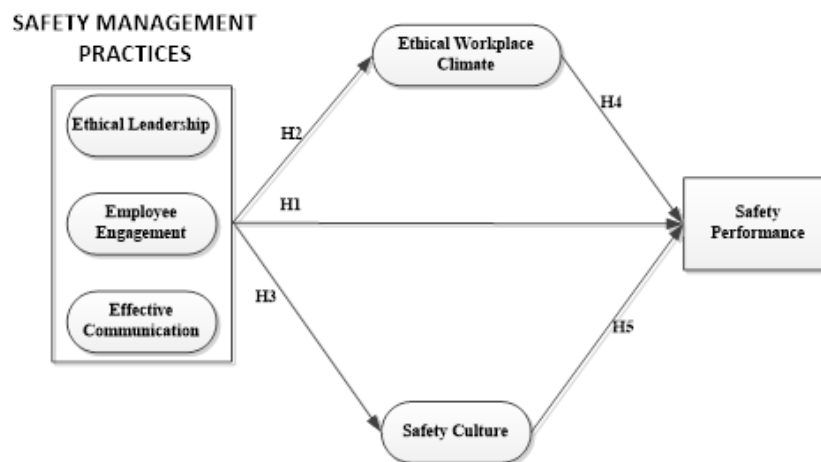 SAFETY MANAGEMENT
PRACTICES
Ethical Leadership
Employee
Engagement
Effective
Communication
H2
H1
H3
Ethical Workplace
Climate
Safety Culture
H4
H5
Safety
Performance